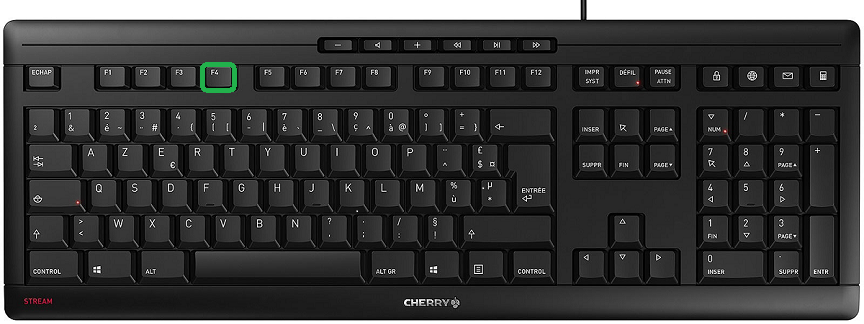 ECHAP F1 F2 F3 F4 F5 F6 F7 F8 F9 F10 F11 F12 IMPR SYST DÉFIL PAUSE ATTN
² 1 & 2 é ~ 3 " # 4 ' { 5 ( [ 6 - | 7 è ` 8 _ \ 9 ç ^ 0 à @ ° ) ] + = } INSER PAGE▲ NUM / * -
A Z E € R T Y U I O P ¨ ^ £ $ ¤ ENTRÉE SUPPR FIN PAGE▼ 7 8 9 PAGE▲ +
Q S D F G H J K L M % ù µ * 4 5 6
> < W X C V B N ? , . ; / : § ! 1 FIN 2 3 PAGE▼
CONTROL ALT ALT GR CONTROL 0 INSER . SUPPR ENTR
STREAM
CHERRY